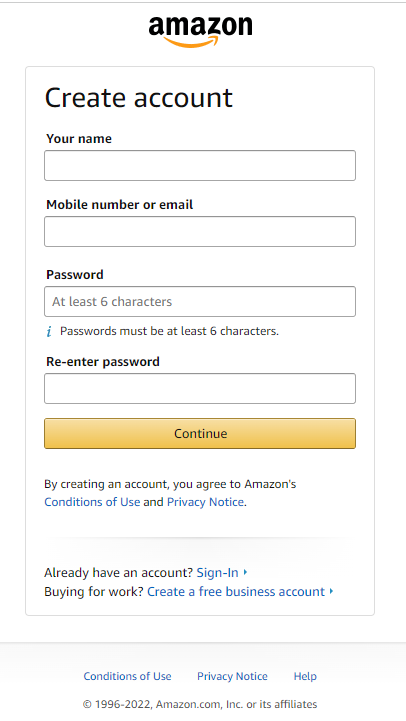 amazon
Create account
Your name
Mobile number or email
Password
At least 6 characters
i Passwords must be at least 6 characters.
Re-enter password
Continue
By creating an account, you agree to Amazon's
Conditions of Use and Privacy Notice.
Already have an account? Sign-In
Buying for work? Create a free business account
Conditions of Use Privacy Notice Help
© 1996-2022, Amazon.com, Inc. or its affiliates